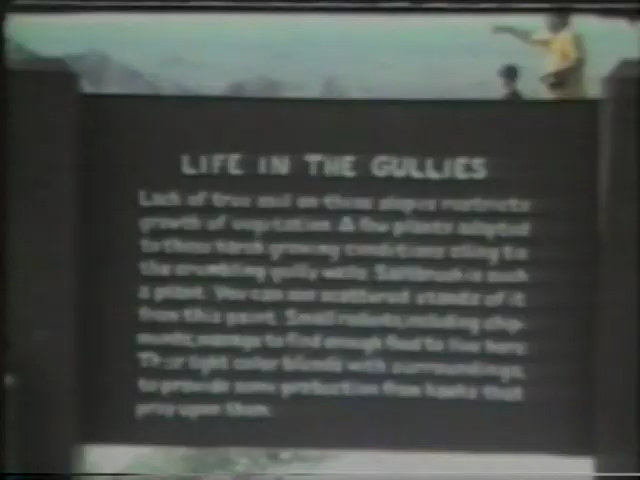 LIFE IN THE GULLIES
Lack of true soil on these slopes restricts
growth of vegetation. A few plants adapted
to these harsh growing conditions cling to
the crumbling gully walls. Saltbrush is such
a plant. You can see scattered stands of it
from this point. Small rodents, including chip-
munks, manage to find enough food to live here.
Their light color blends with surroundings,
to provide some protection from hawks that
prey upon them.